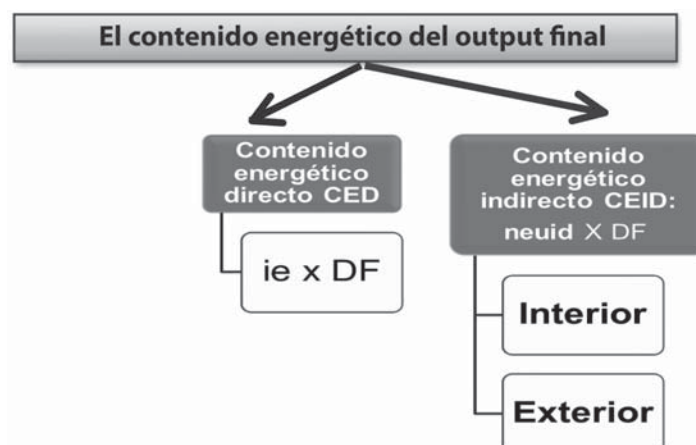 El contenido energético del output final
Contenido
energético
directo CED
ie x DF
Contenido
energético
indirecto CEID:
neuid X DF
Interior
Exterior